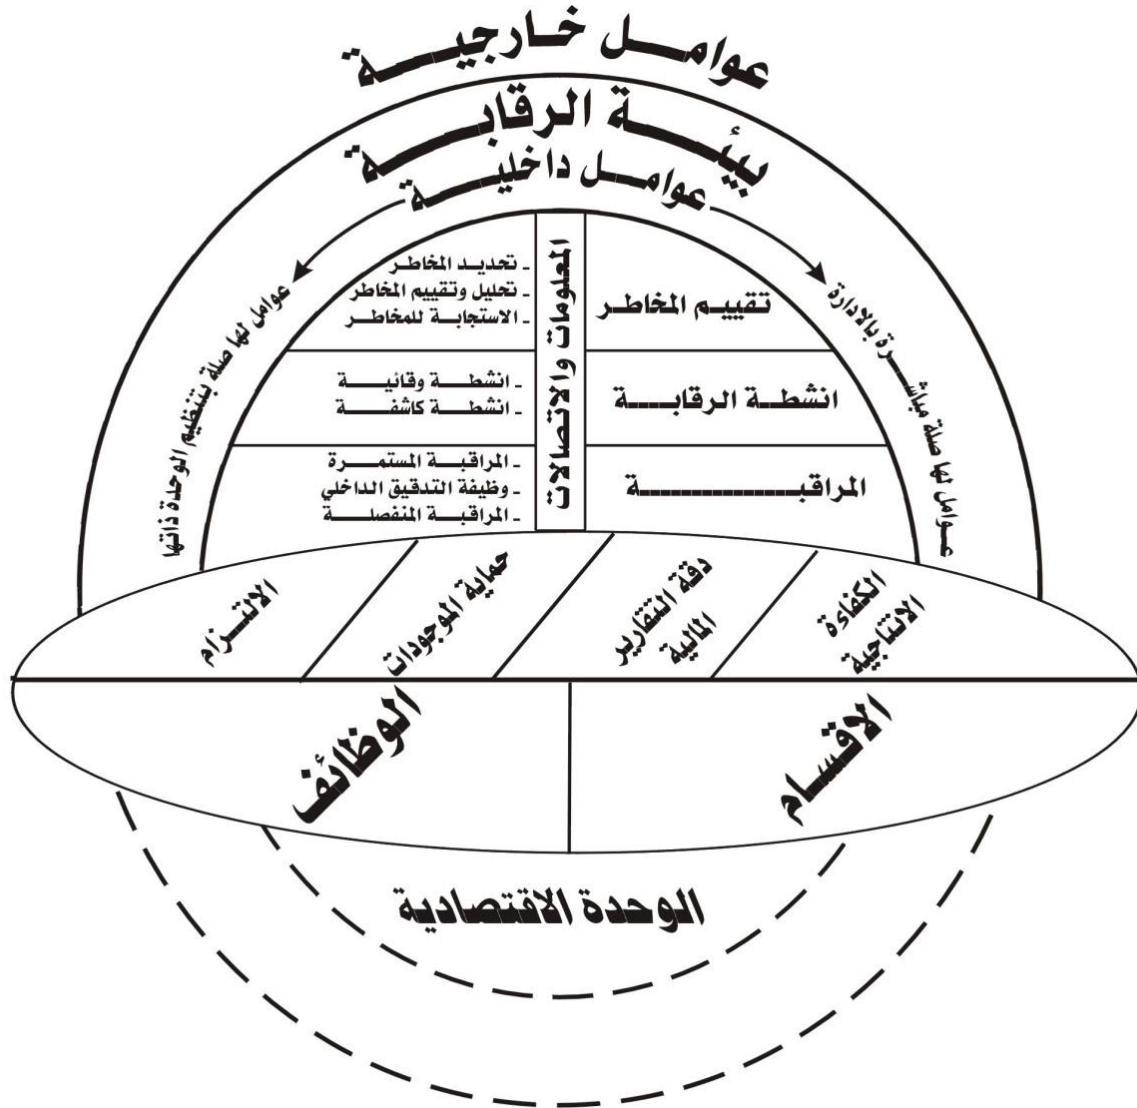 عوامل خارجية
بيئة الرقابة
عوامل داخلية
عوامل لها صلة مباشرة بالادارة
عوامل لها صلة بتنظيم الوحدة ذاتها
المعلومات والاتصالات
تقييم المخاطر
- تحديد المخاطر
- تحليل وتقييم المخاطر
- الاستجابة للمخاطر
انشطة الرقابة
- انشطة وقائية
- انشطة كاشفة
المراقبة
- المراقبة المستمرة
- وظيفة التدقيق الداخلي
- المراقبة المنفصلة
الكفاءة
الانتاجية
دقة التقارير
المالية
حماية الموجودات
الالتزام
الاقسام
الوظائف
الوحدة الاقتصادية